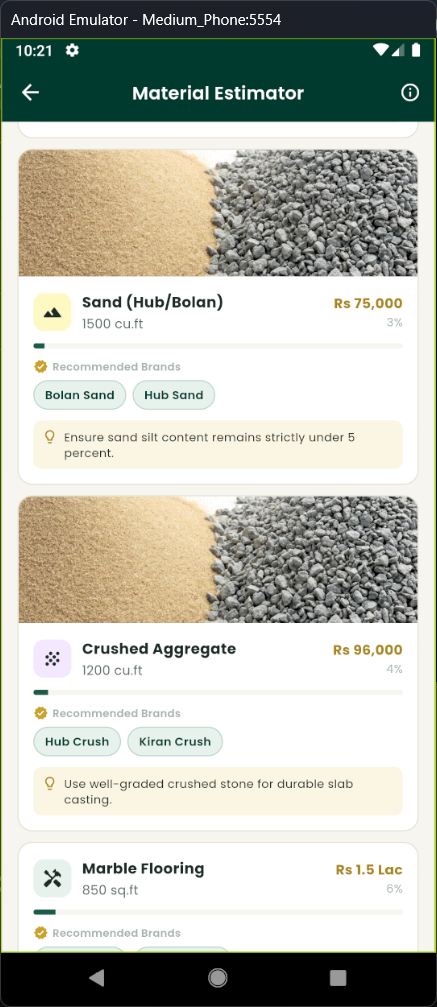 Android Emulator - Medium_Phone:5554
10:21
Material Estimator
Sand (Hub/Bolan)
Rs 75,000
1500 cu.ft
3%
Recommended Brands
Bolan Sand
Hub Sand
Ensure sand silt content remains strictly under 5
percent.
Crushed Aggregate
Rs 96,000
1200 cu.ft
4%
Recommended Brands
Hub Crush
Kiran Crush
Use well-graded crushed stone for durable slab
casting.
Marble Flooring
Rs 1.5 Lac
850 sq.ft
6%
Recommended Brands